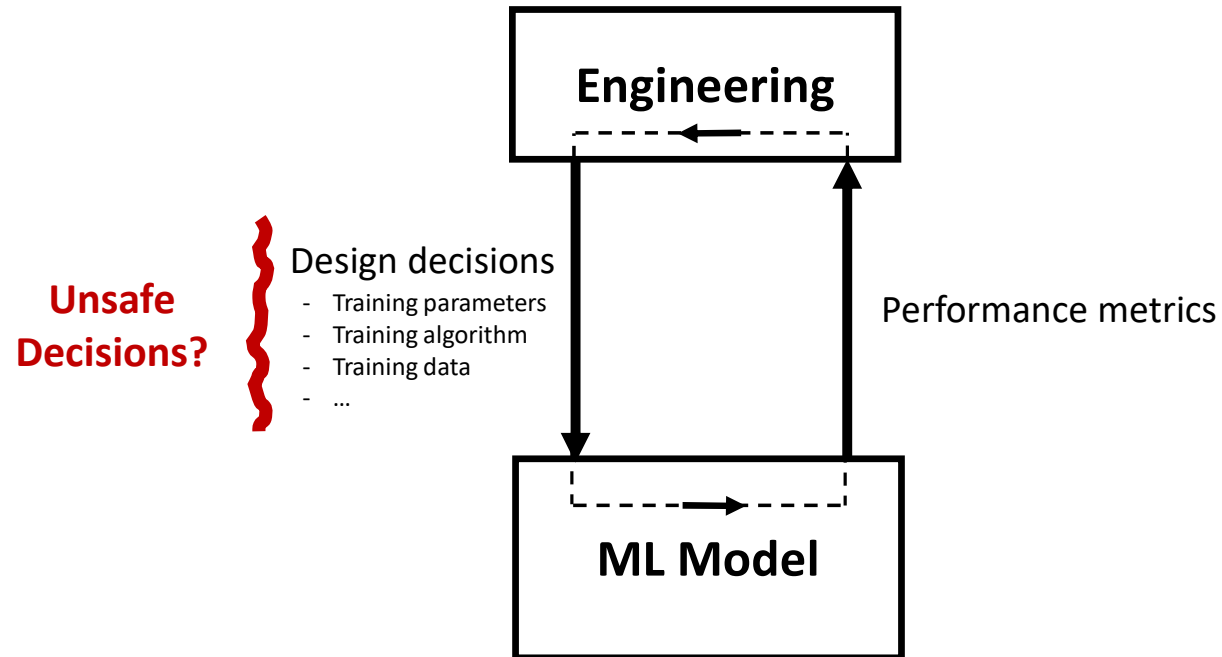 Engineering
Unsafe
Decisions?
Design decisions
- Training parameters
- Training algorithm
- Training data
- …
Performance metrics
ML Model